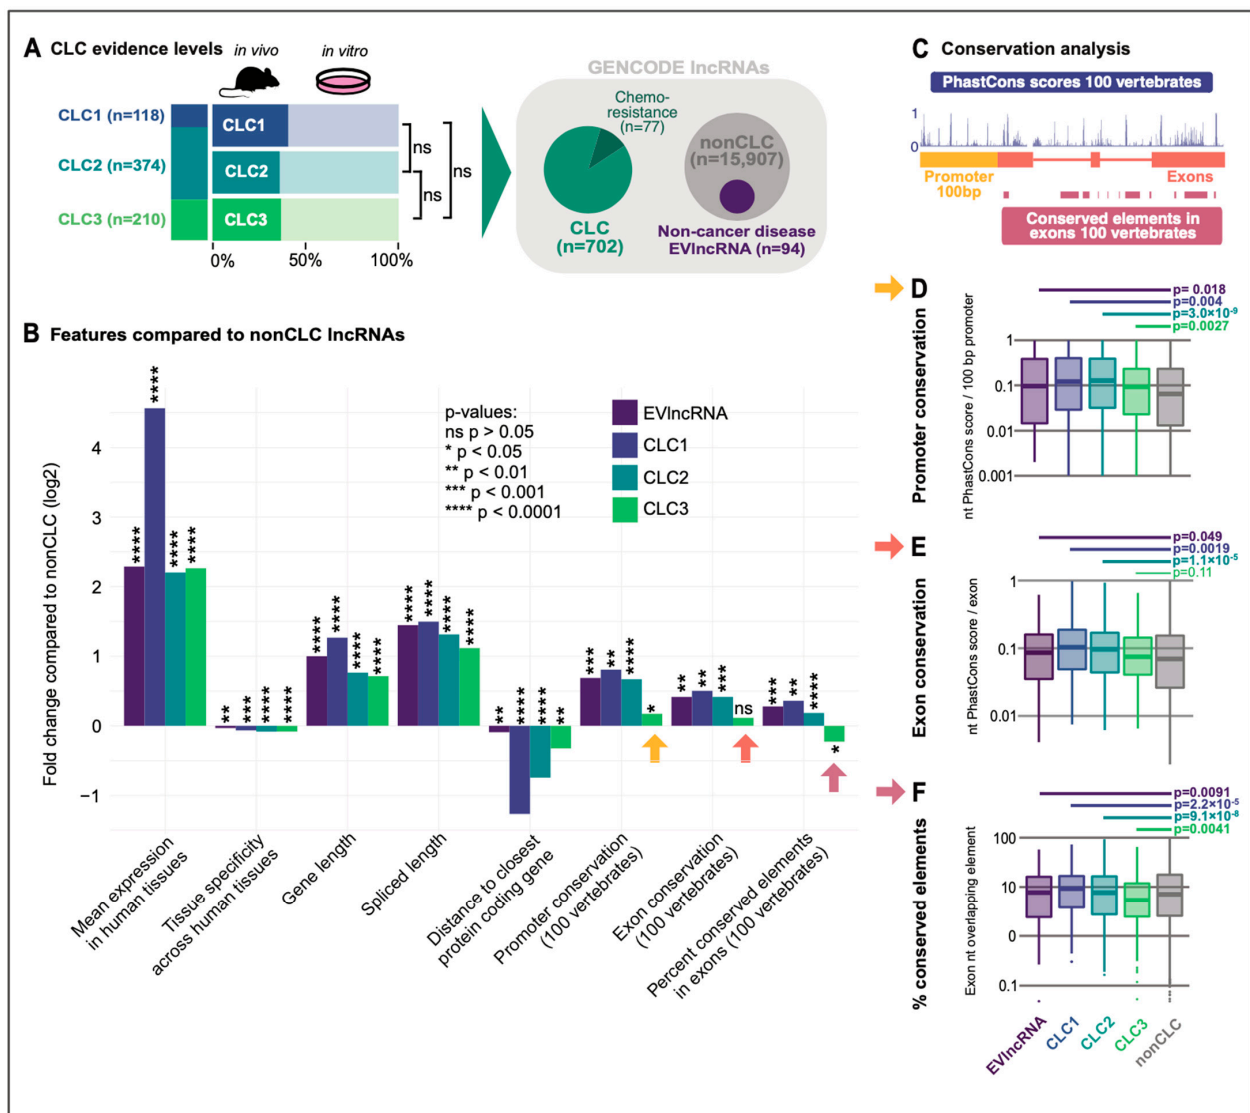 A CLC evidence levels
in vivo
in vitro
CLC1 (n=118)
CLC2 (n=374)
CLC3 (n=210)
CLC1
CLC2
CLC3
ns
ns
ns
0%
50%
100%
GENCODE lncRNAs
Chemo-
resistance
(n=77)
CLC
(n=702)
nonCLC
(n=15,907)
Non-cancer disease
EVlncRNA (n=94)
B Features compared to nonCLC lncRNAs
Fold change compared to nonCLC (log2)
4
3
2
1
0
−1
p-values:
ns p > 0.05
* p < 0.05
** p < 0.01
*** p < 0.001
**** p < 0.0001
EVlncRNA
CLC1
CLC2
CLC3
**** **** **** ****
** *** **** ****
**** **** **** ****
**** **** **** ****
** **** **** **
*** ** **** *
** ** *** ns
*** ** **** *
Mean expression
in human tissues
Tissue specificity
across human tissues
Gene length
Spliced length
Distance to closest
protein coding gene
Promoter conservation
(100 vertebrates)
Exon conservation
(100 vertebrates)
Percent conserved elements
in exons (100 vertebrates)
C Conservation analysis
PhastCons scores 100 vertebrates
1
0
Promoter
100bp
Exons
Conserved elements in
exons 100 vertebrates
D
Promoter conservation
nt PhastCons score / 100 bp promoter
p= 0.018
p=0.004
p=3.0×10-9
p=0.0027
1
0.1
0.01
0.001
E
Exon conservation
nt PhastCons score / exon
p=0.049
p=0.0019
p=1.1×10-5
p=0.11
1
0.1
0.01
F
% conserved elements
Exon nt overlapping element
p=0.0091
p=2.2×10-5
p=9.1×10-8
p=0.0041
100
10
0
0.1
EVlncRNA
CLC1
CLC2
CLC3
nonCLC